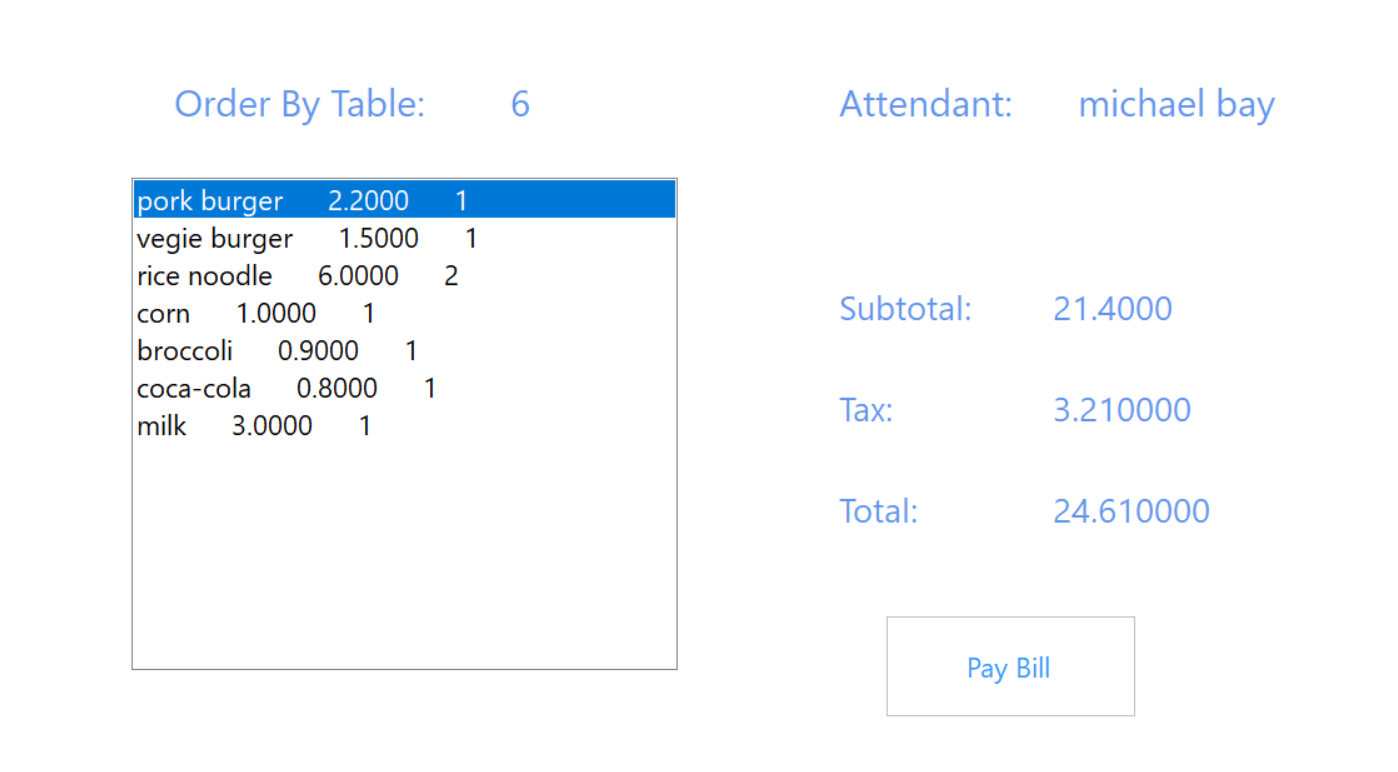 Order By Table: 6
Attendant: michael bay
pork burger 2.2000 1
vegie burger 1.5000 1
rice noodle 6.0000 2
corn 1.0000 1
broccoli 0.9000 1
coca-cola 0.8000 1
milk 3.0000 1
Subtotal: 21.4000
Tax: 3.210000
Total: 24.610000
Pay Bill